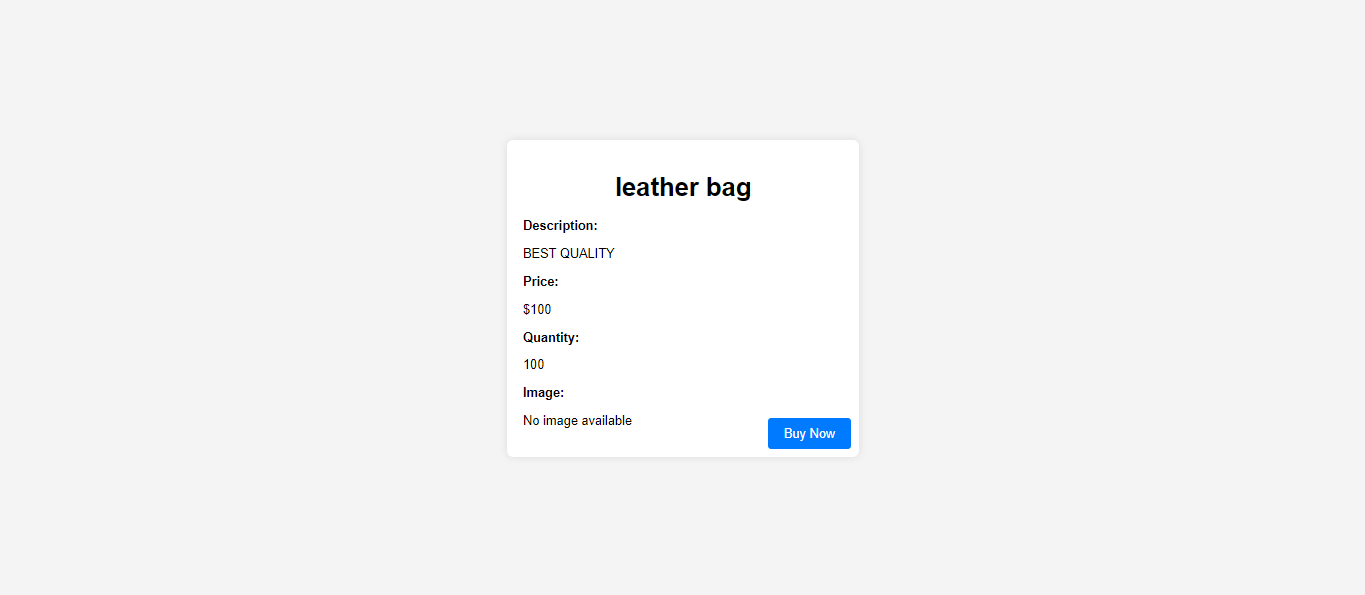 leather bag
Description:
BEST QUALITY
Price:
$100
Quantity:
100
Image:
No image available
Buy Now